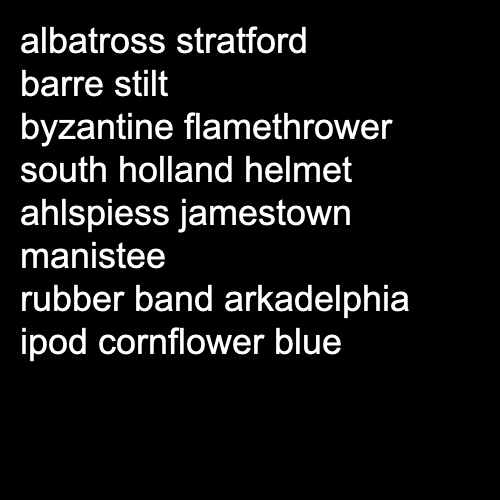 albatross stratford
barre stilt
byzantine flamethrower
south holland helmet
ahlspiess jamestown
manistee
rubber band arkadelphia
ipod cornflower blue